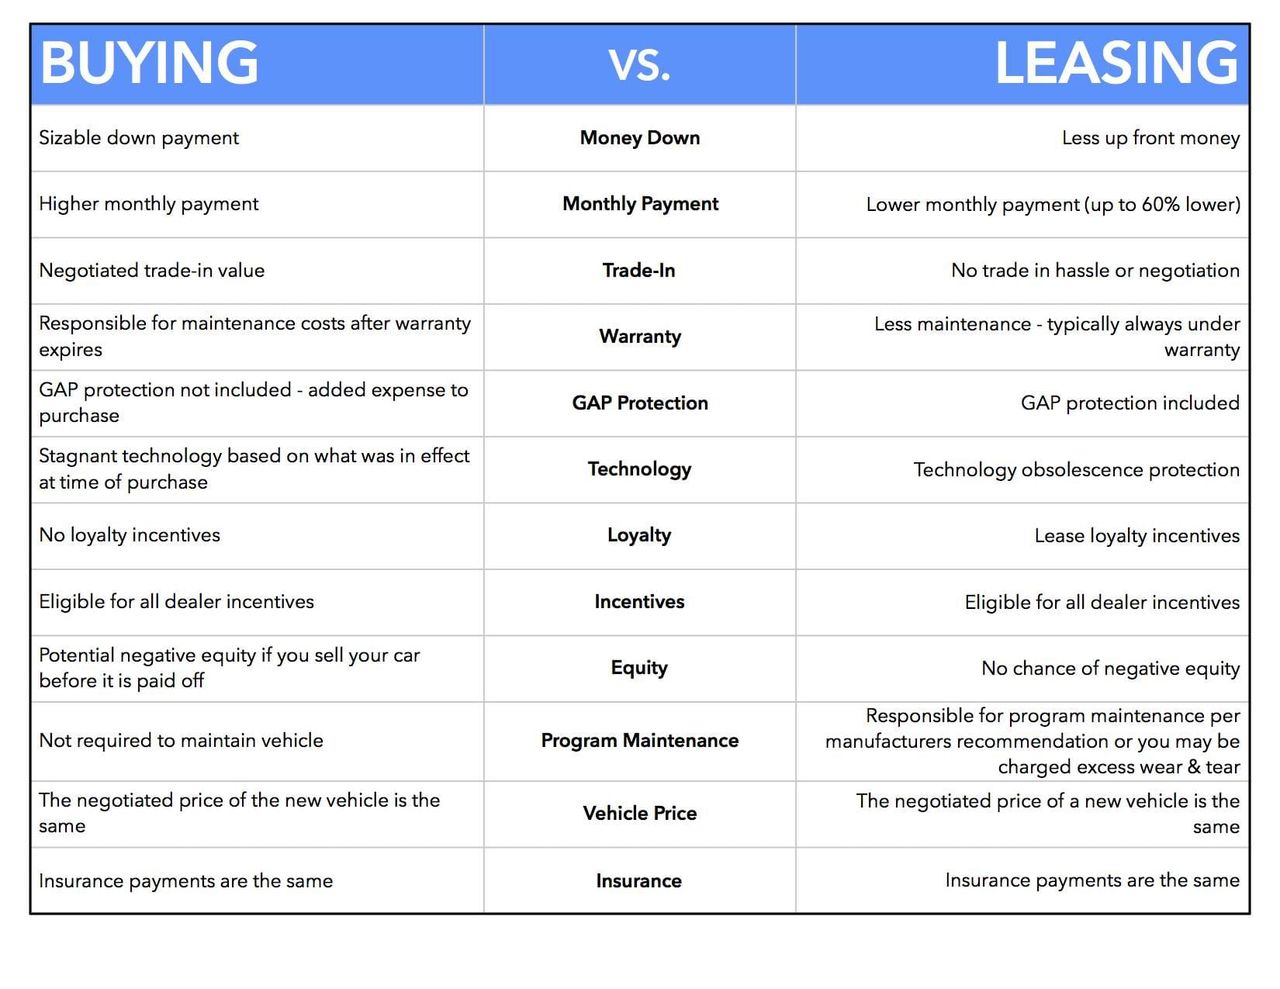 BUYING VS. LEASING
Sizable down payment Money Down Less up front money
Higher monthly payment Monthly Payment Lower monthly payment (up to 60% lower)
Negotiated trade-in value Trade-In No trade in hassle or negotiation
Responsible for maintenance costs after warranty
expires
Warranty
Less maintenance - typically always under
warranty
GAP protection not included - added expense to
purchase
GAP Protection
GAP protection included
Stagnant technology based on what was in effect
at time of purchase
Technology
Technology obsolescence protection
No loyalty incentives Loyalty Lease loyalty incentives
Eligible for all dealer incentives Incentives Eligible for all dealer incentives
Potential negative equity if you sell your car
before it is paid off
Equity
No chance of negative equity
Not required to maintain vehicle
Program Maintenance
Responsible for program maintenance per
manufacturers recommendation or you may be
charged excess wear & tear
The negotiated price of the new vehicle is the
same
Vehicle Price
The negotiated price of a new vehicle is the
same
Insurance payments are the same Insurance Insurance payments are the same